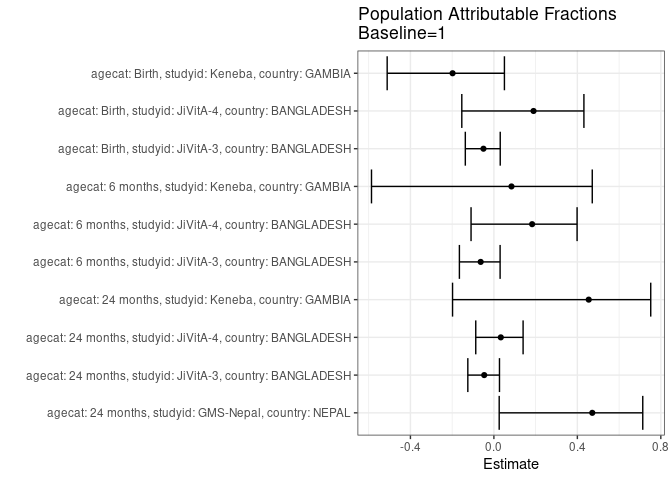 Population Attributable Fractions
Baseline=1
agecat: Birth, studyid: Keneba, country: GAMBIA
agecat: Birth, studyid: JiVitA-4, country: BANGLADESH
agecat: Birth, studyid: JiVitA-3, country: BANGLADESH
agecat: 6 months, studyid: Keneba, country: GAMBIA
agecat: 6 months, studyid: JiVitA-4, country: BANGLADESH
agecat: 6 months, studyid: JiVitA-3, country: BANGLADESH
agecat: 24 months, studyid: Keneba, country: GAMBIA
agecat: 24 months, studyid: JiVitA-4, country: BANGLADESH
agecat: 24 months, studyid: JiVitA-3, country: BANGLADESH
agecat: 24 months, studyid: GMS-Nepal, country: NEPAL
-0.4 0.0 0.4 0.8
Estimate